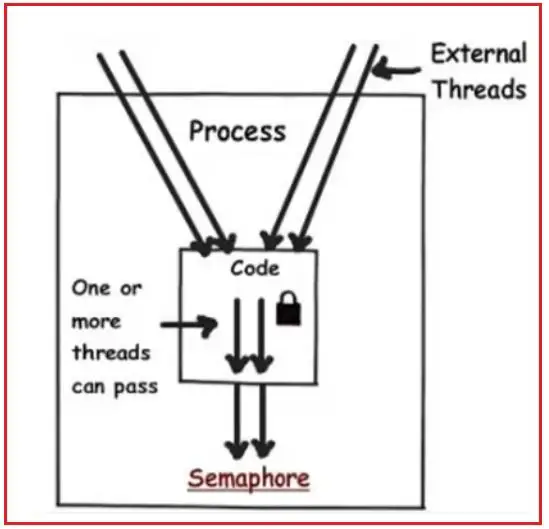 External
Threads
Process
Code
One or
more
threads
can pass
Semaphore